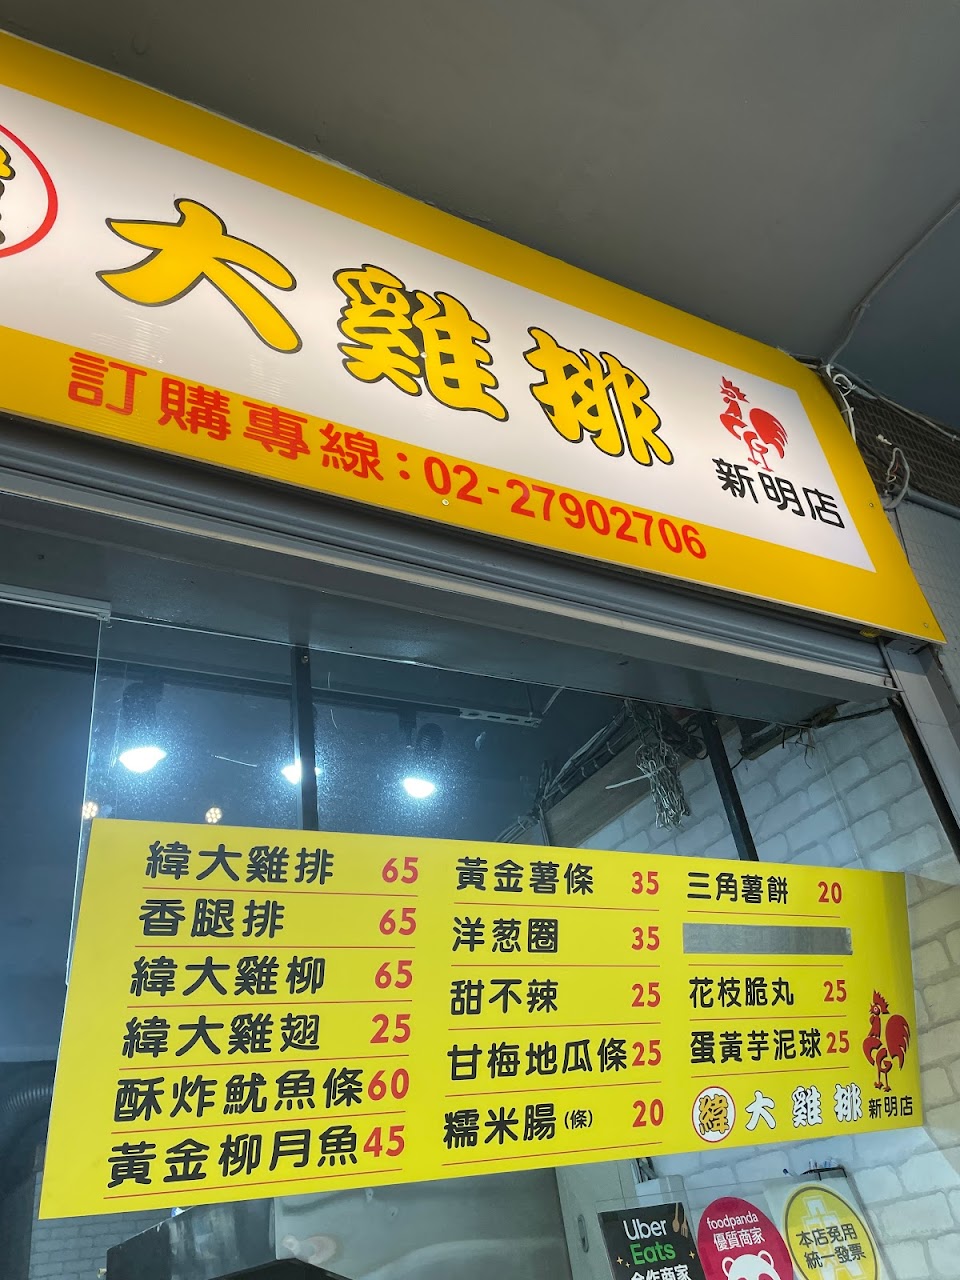 大雞排
新明店
訂購專線:02-27902706
緯大雞排 65
香腿排 65
緯大雞柳 65
緯大雞翅 25
酥炸魷魚條 60
黃金柳月魚 45
黃金薯條 35
洋葱圈 35
甜不辣 25
甘梅地瓜條 25
糯米腸(條) 20
三角薯餅 20
花枝脆丸 25
蛋黃芋泥球 25
緯大雞排 新明店
Uber
Eats
合作商家
foodpanda
優質商家
本店免用
統一發票